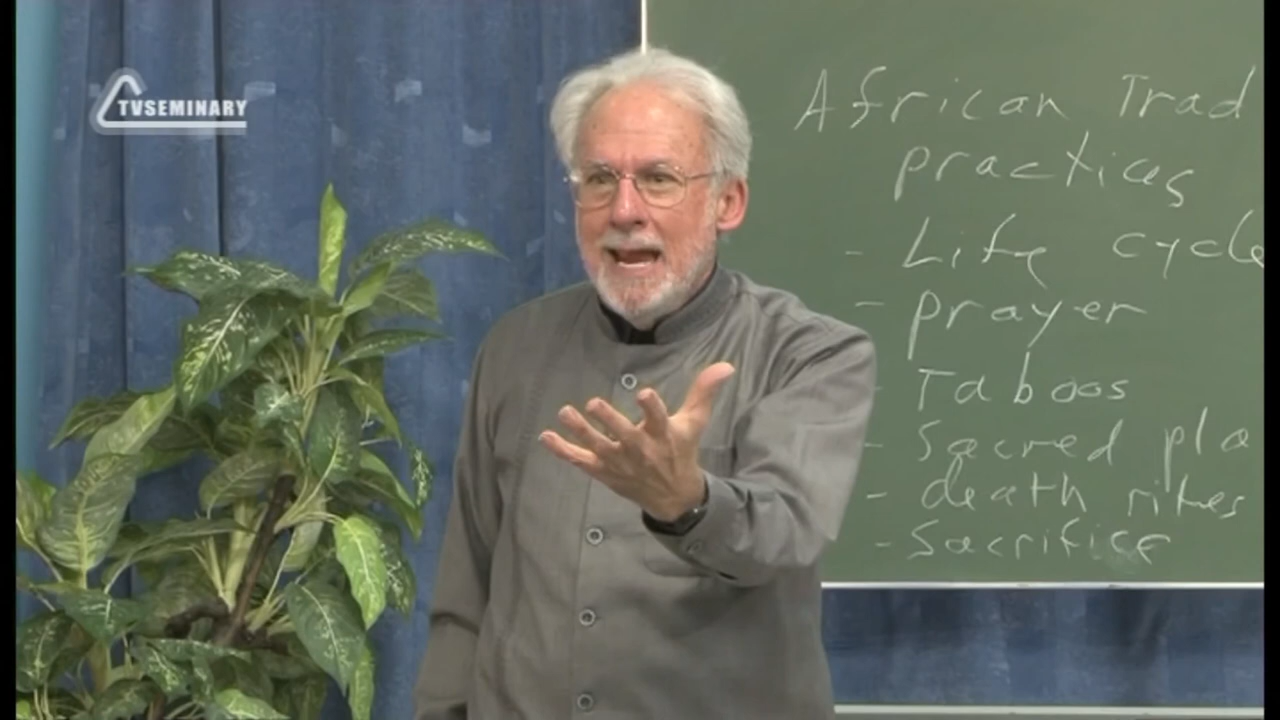 TVSEMINARY
African Trad
practices
- Life cycle
- prayer
- Taboos
- Sacred pla
- death rites
- Sacrifice